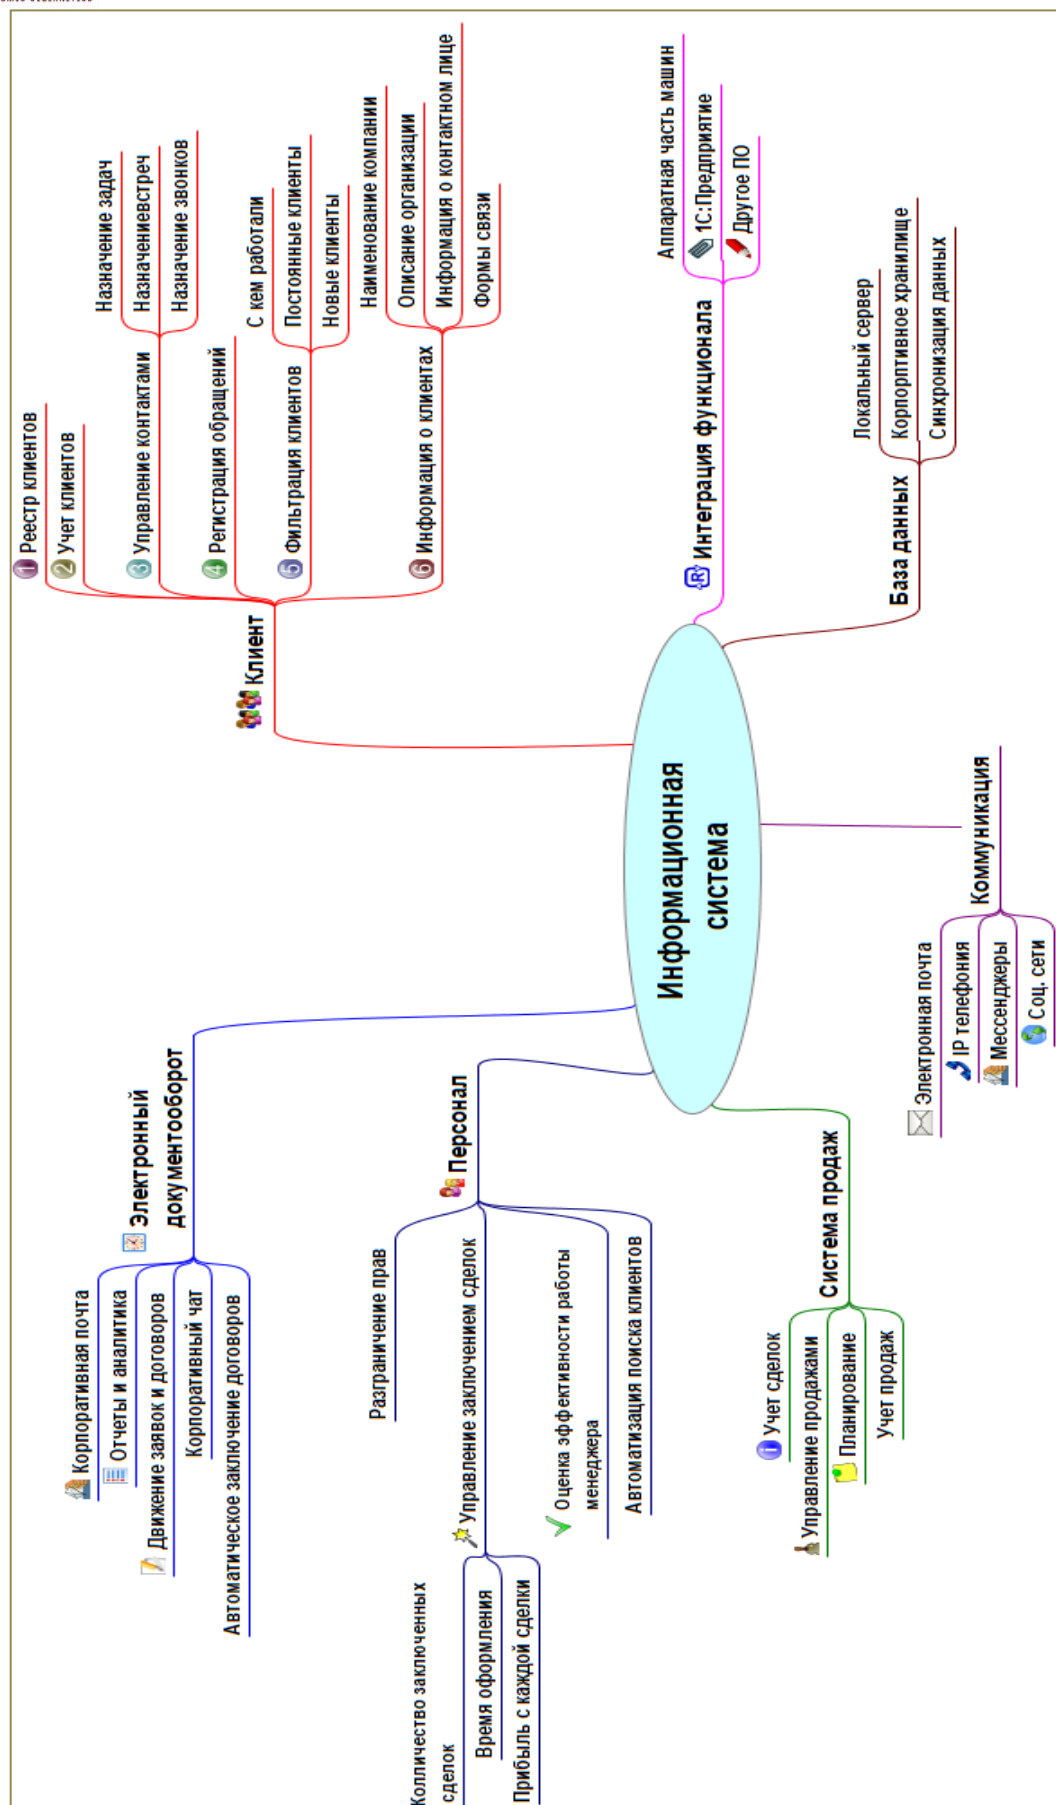 Информационная
система
Клиент
1 Реестр клиентов
2 Учет клиентов
3 Управление контактами
Назначение задач
Назначениевстреч
Назначение звонков
4 Регистрация обращений
5 Фильтрация клиентов
С кем работали
Постоянные клиенты
Новые клиенты
6 Информация о клиентах
Наименование компании
Описание организации
Информация о контактном лице
Формы связи
R Интеграция функционала
Аппаратная часть машин
1С:Предприятие
Другое ПО
База данных
Локальный сервер
Корпорптивное хранилище
Синхронизация данных
Коммуникация
Электронная почта
IP телефония
Мессенджеры
Соц. сети
Электронный
документооборот
Корпоративная почта
Отчеты и аналитика
Движение заявок и договоров
Корпоративный чат
Автоматическое заключение договоров
Персонал
Разграничение прав
Управление заключением сделок
Колличество заключенных
сделок
Время оформления
Прибыль с каждой сделки
Оценка эффективности работы
менеджера
Автоматизация поиска клиентов
Система продаж
i Учет сделок
Управление продажами
Планирование
Учет продаж